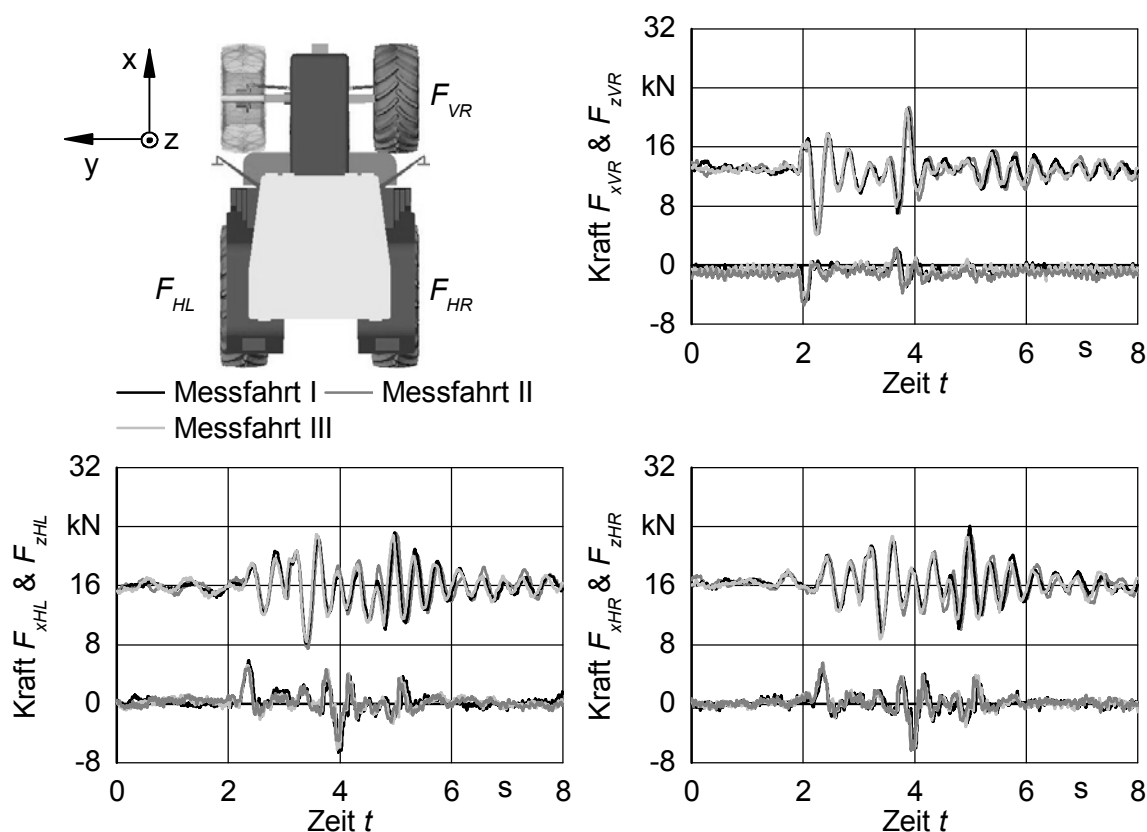 x
y
z
F_VR
F_HL
F_HR
Messfahrt I
Messfahrt II
Messfahrt III
Kraft F_xVR & F_zVR
32
kN
16
8
0
-8
0 2 4 6 s 8
Zeit t
Kraft F_xHL & F_zHL
32
kN
16
8
0
-8
0 2 4 6 s 8
Zeit t
Kraft F_xHR & F_zHR
32
kN
16
8
0
-8
0 2 4 6 s 8
Zeit t